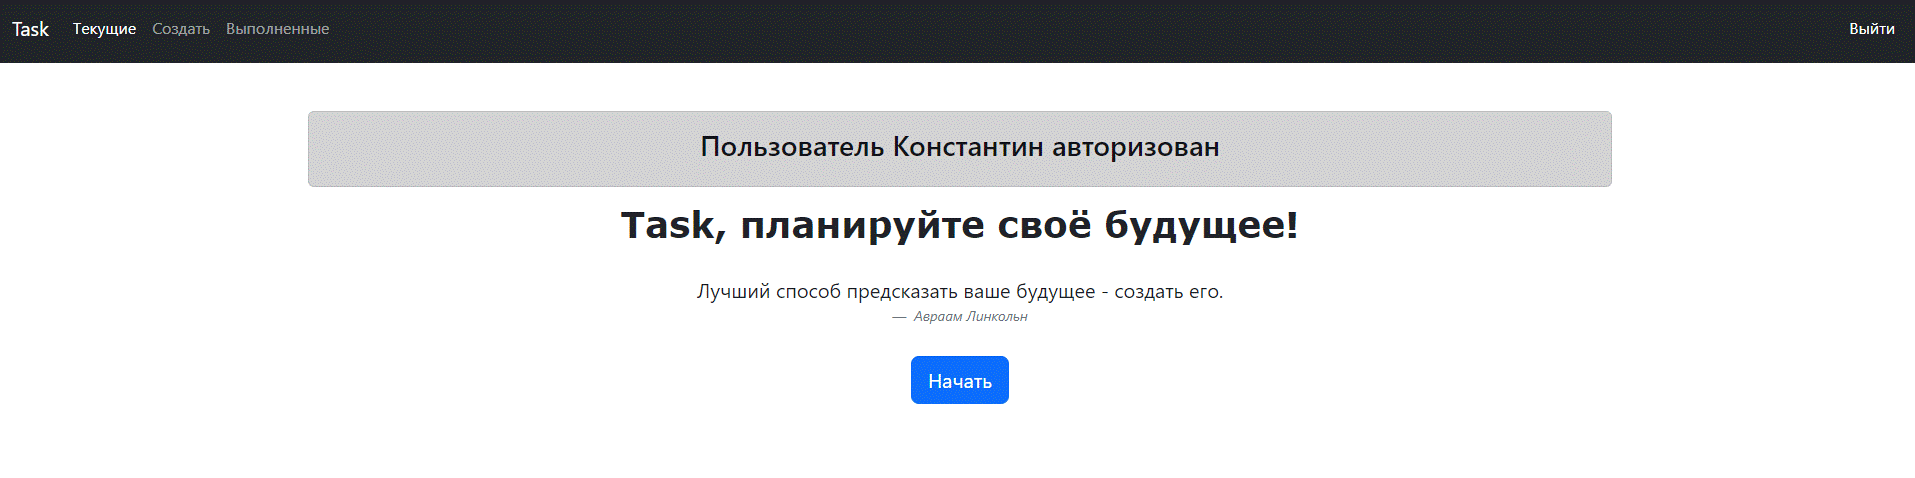 Task Текущие Создать Выполненные Выйти
Пользователь Константин авторизован
Task, планируйте своё будущее!
Лучший способ предсказать ваше будущее - создать его.
— Авраам Линкольн
Начать